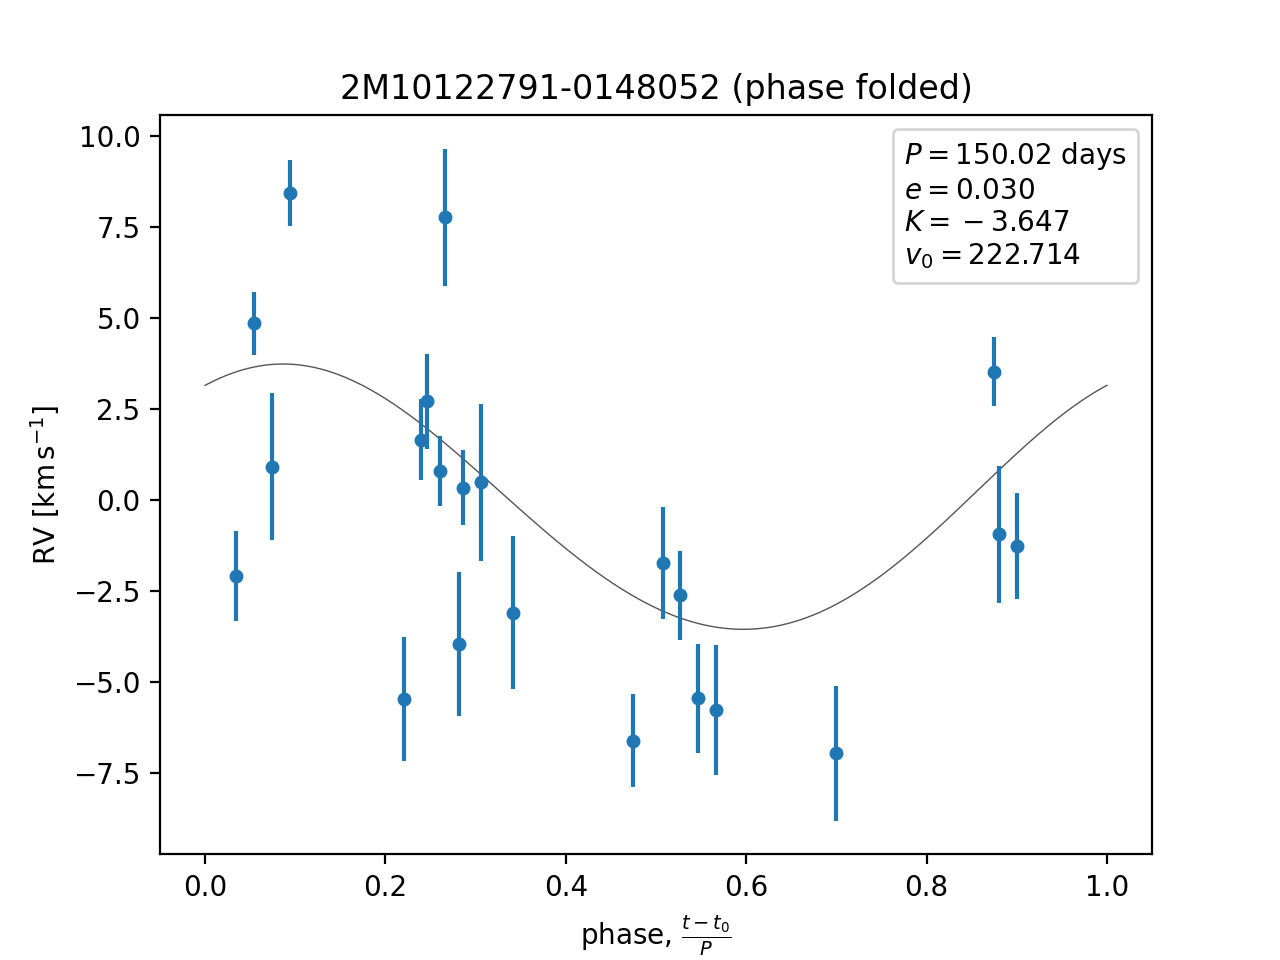 2M10122791-0148052 (phase folded)
P = 150.02 days
e = 0.030
K = −3.647
v₀ = 222.714
10.0
7.5
5.0
2.5
0.0
−2.5
−5.0
−7.5
RV [km s⁻¹]
0.0 0.2 0.4 0.6 0.8 1.0
phase, (t − t₀)/P